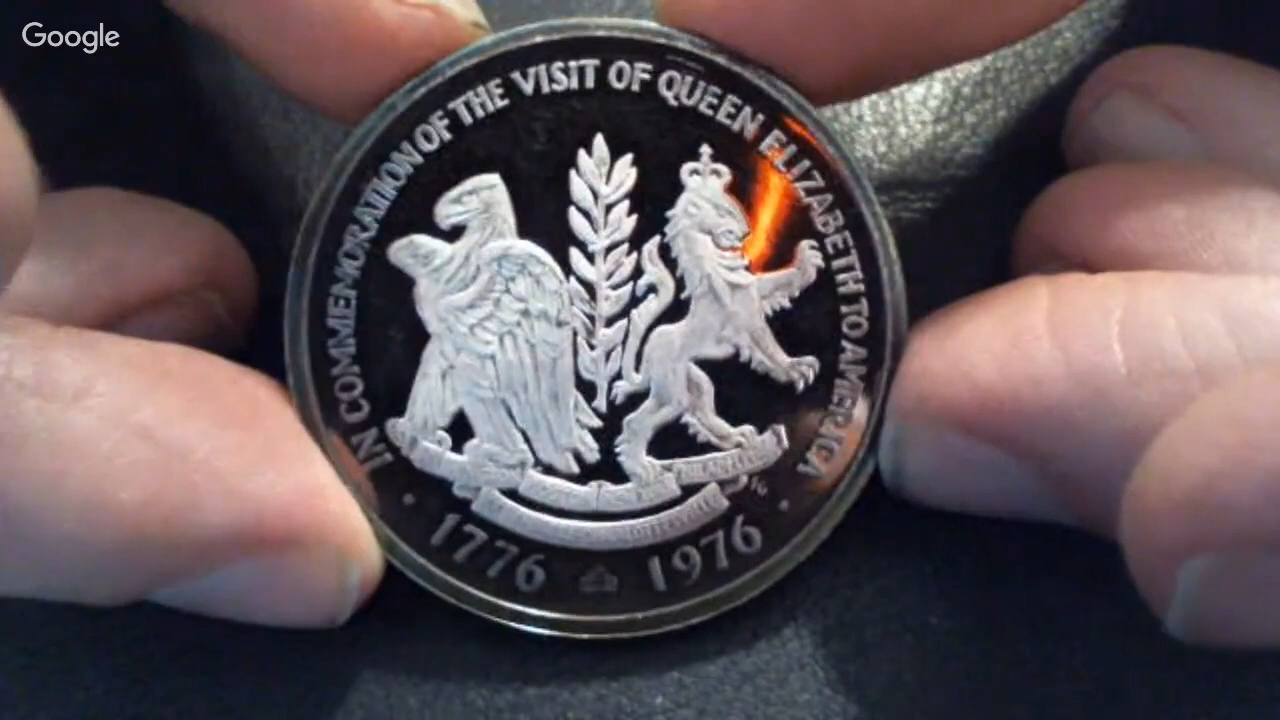 Google
IN COMMEMORATION OF THE VISIT OF QUEEN ELIZABETH TO AMERICA
1776 1976